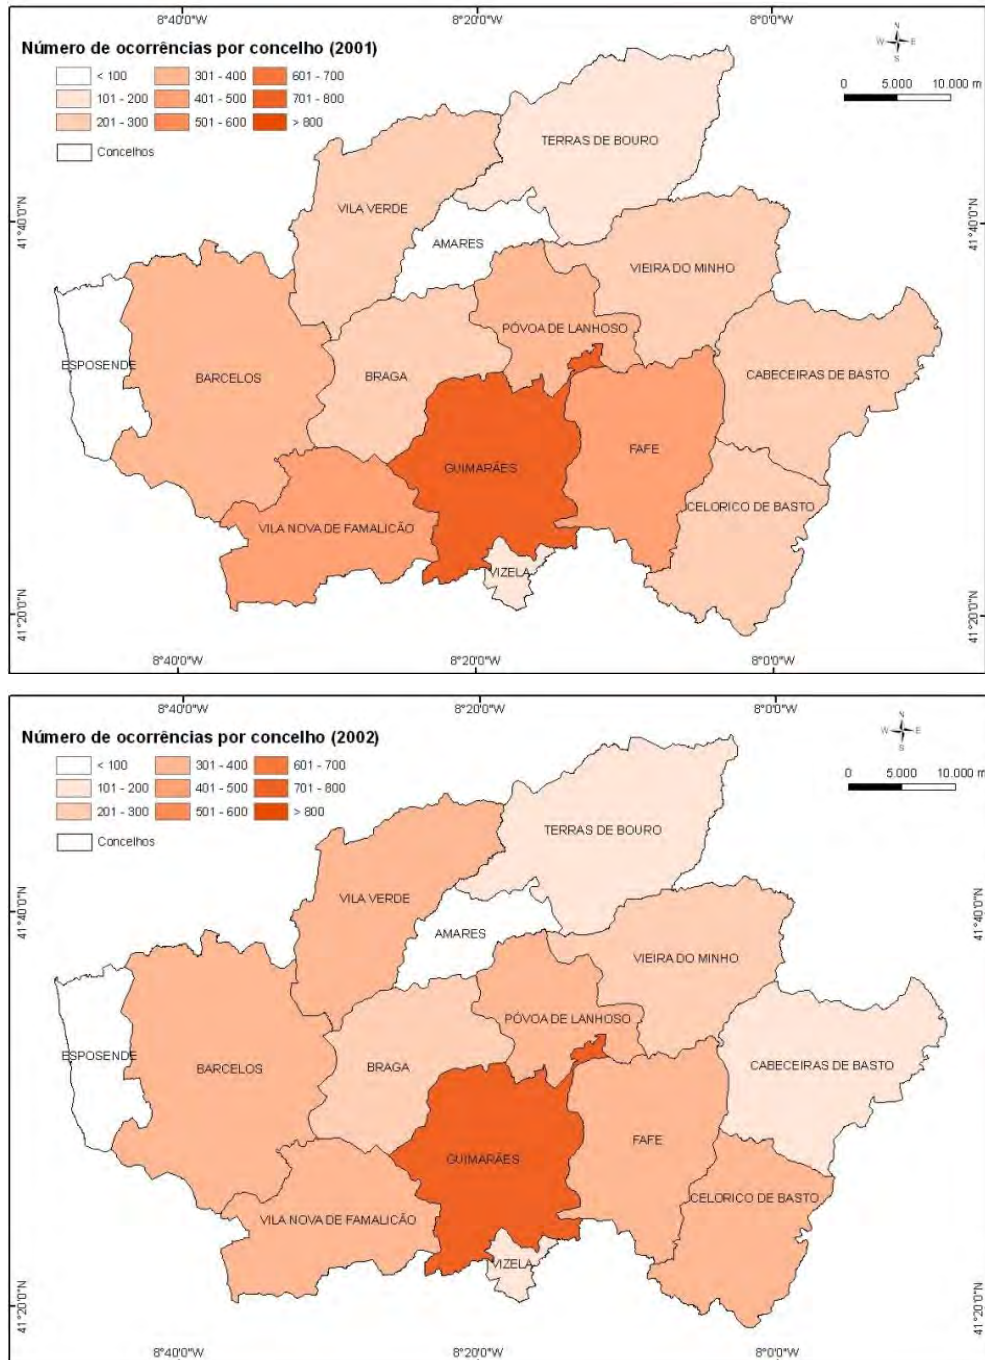 8°40'0"W 8°20'0"W 8°0'0"W
Número de ocorrências por concelho (2001)
< 100 301 - 400 601 - 700
101 - 200 401 - 500 701 - 800
201 - 300 501 - 600 > 800
Concelhos
N
W E
S
0 5.000 10.000 m
TERRAS DE BOURO
VILA VERDE
41°40'0"N 41°40'0"N
AMARES
VIEIRA DO MINHO
PÓVOA DE LANHOSO
ESPOSENDE
BARCELOS
BRAGA
CABECEIRAS DE BASTO
FAFE
GUIMARÃES
CELORICO DE BASTO
VILA NOVA DE FAMALICÃO
VIZELA
41°20'0"N 41°20'0"N
8°40'0"W 8°20'0"W 8°0'0"W
8°40'0"W 8°20'0"W 8°0'0"W
Número de ocorrências por concelho (2002)
< 100 301 - 400 601 - 700
101 - 200 401 - 500 701 - 800
201 - 300 501 - 600 > 800
Concelhos
N
W E
S
0 5.000 10.000 m
TERRAS DE BOURO
VILA VERDE
41°40'0"N 41°40'0"N
AMARES
VIEIRA DO MINHO
PÓVOA DE LANHOSO
ESPOSENDE
BARCELOS
BRAGA
CABECEIRAS DE BASTO
FAFE
GUIMARÃES
CELORICO DE BASTO
VILA NOVA DE FAMALICÃO
VIZELA
41°20'0"N 41°20'0"N
8°40'0"W 8°20'0"W 8°0'0"W